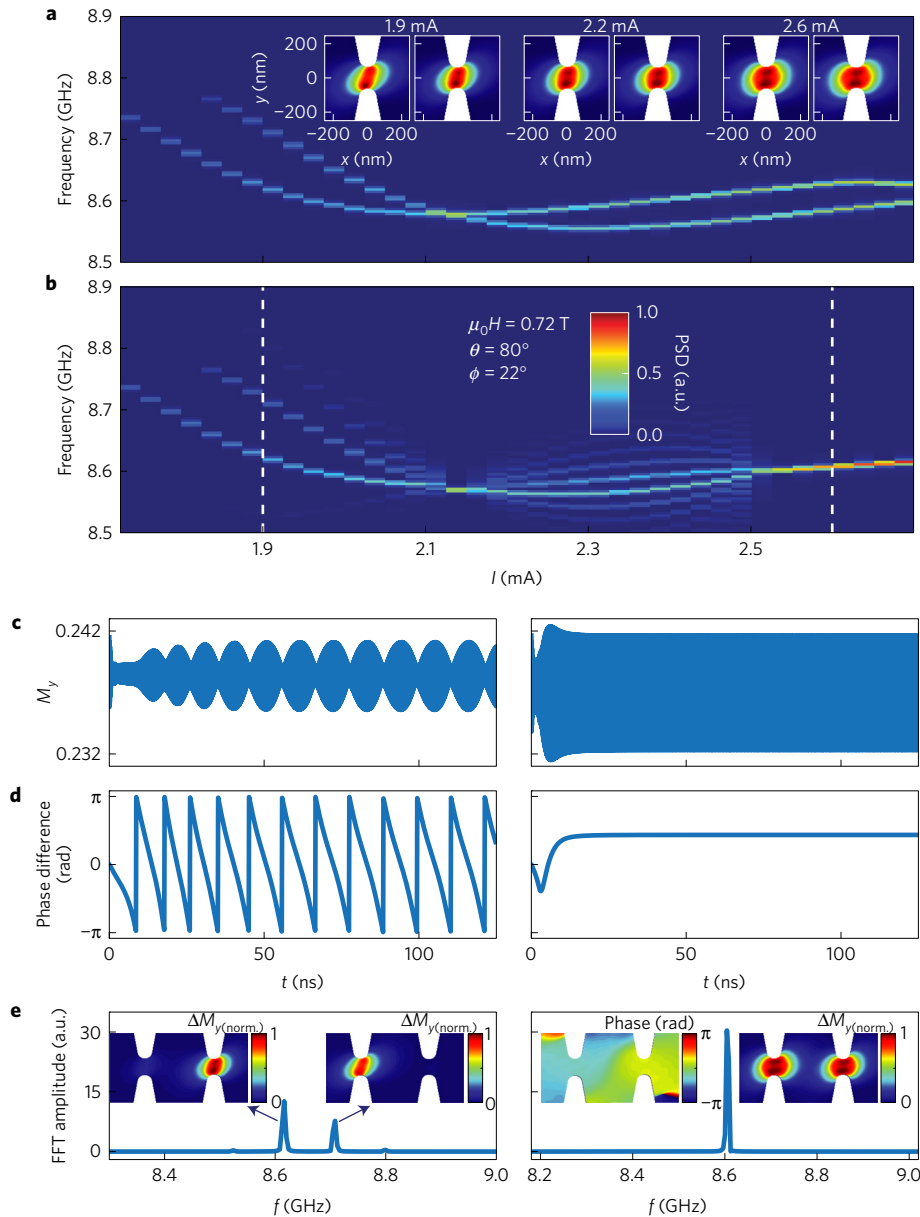 a
1.9 mA 2.2 mA 2.6 mA
Frequency (GHz)
8.9
8.8
8.7
8.6
8.5
y (nm)
200
0
−200
−200 0 200 −200 0 200 −200 0 200
x (nm) x (nm) x (nm)
b
Frequency (GHz)
8.9
8.8
8.7
8.6
8.5
μ0H = 0.72 T
θ = 80°
ϕ = 22°
1.0
0.5
0.0
PSD (a.u.)
1.9 2.1 2.3 2.5
I (mA)
c
My
0.242
0.232
d
Phase difference
(rad)
π
0
−π
0 50 100 0 50 100
t (ns) t (ns)
e
FFT amplitude (a.u.)
30
15
0
ΔMy(norm.)
1
0
ΔMy(norm.)
1
0
8.4 8.6 8.8 9.0
f (GHz)
Phase (rad)
π
−π
ΔMy(norm.)
1
0
8.2 8.4 8.6 8.8 9.0
f (GHz)